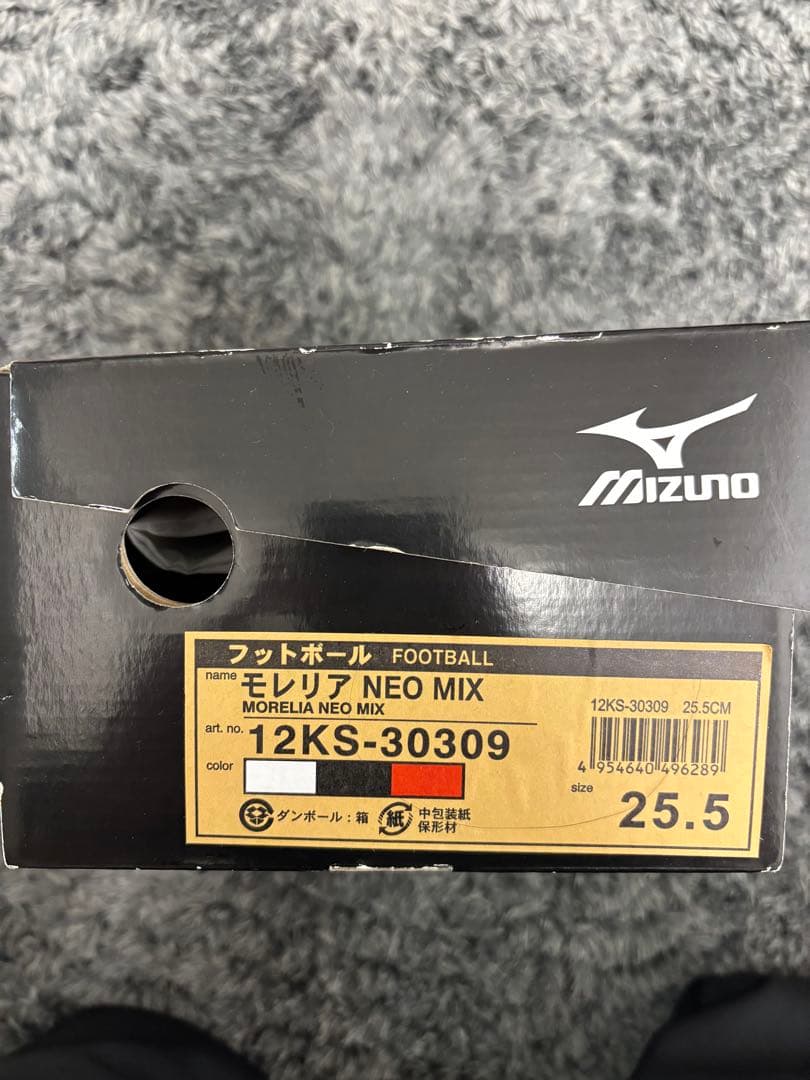 MIZUNO
フットボール FOOTBALL
name モレリア NEO MIX
MORELIA NEO MIX
art. no. 12KS-30309
color
12KS-30309 25.5CM
4 954640 496289
size 25.5
ダンボール：箱
紙 中包装紙
保形材